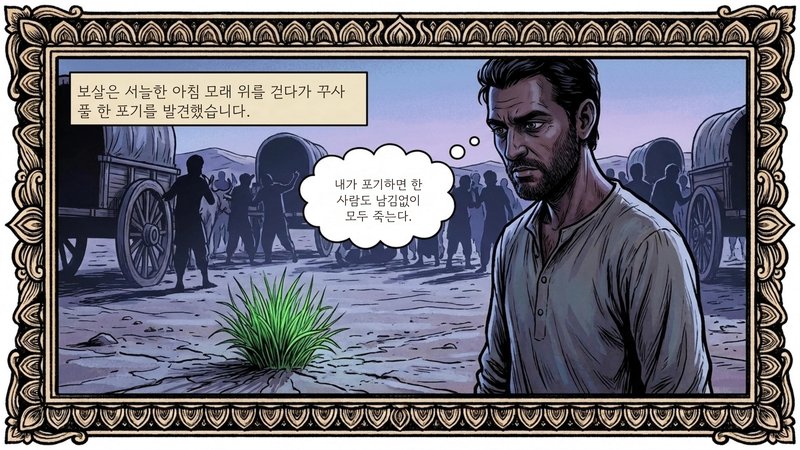 보살은 서늘한 아침 모래 위를 걷다가 꾸사
풀 한 포기를 발견했습니다.
내가 포기하면 한
사람도 남김없이
모두 죽는다.